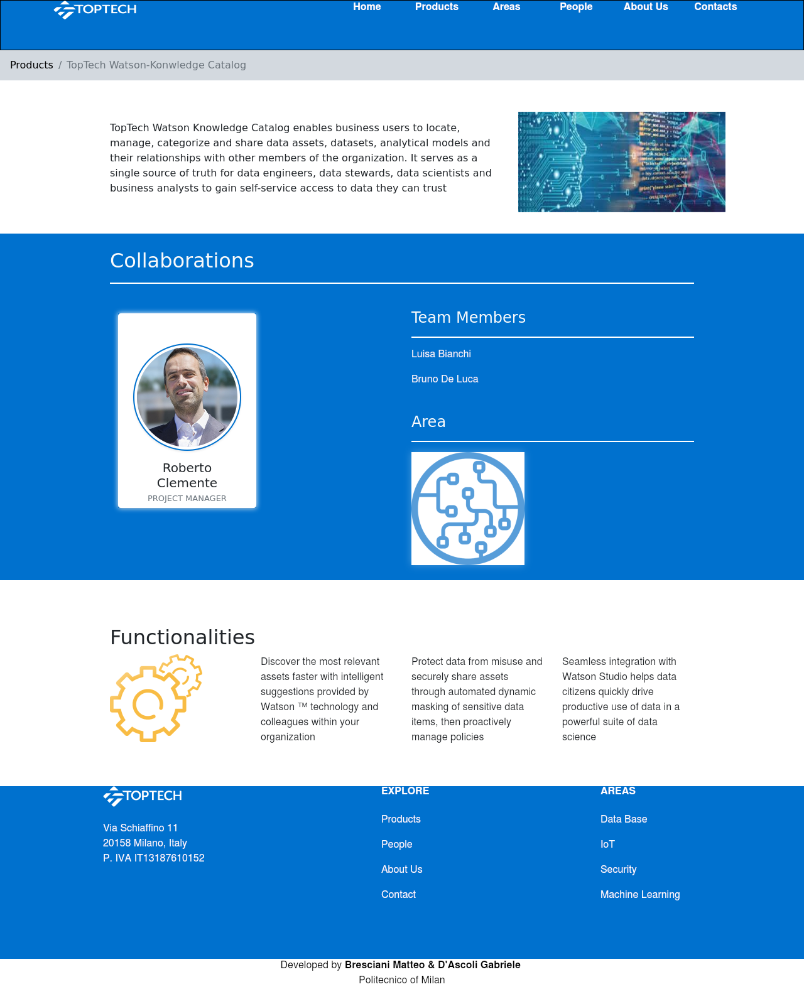 TOPTECH
Home Products Areas People About Us Contacts
Products / TopTech Watson-Konwledge Catalog
TopTech Watson Knowledge Catalog enables business users to locate,
manage, categorize and share data assets, datasets, analytical models and
their relationships with other members of the organization. It serves as a
single source of truth for data engineers, data stewards, data scientists and
business analysts to gain self-service access to data they can trust
Collaborations
Roberto
Clemente
PROJECT MANAGER
Team Members
Luisa Bianchi
Bruno De Luca
Area
Functionalities
Discover the most relevant
assets faster with intelligent
suggestions provided by
Watson ™ technology and
colleagues within your
organization
Protect data from misuse and
securely share assets
through automated dynamic
masking of sensitive data
items, then proactively
manage policies
Seamless integration with
Watson Studio helps data
citizens quickly drive
productive use of data in a
powerful suite of data
science
TOPTECH
Via Schiaffino 11
20158 Milano, Italy
P. IVA IT13187610152
EXPLORE
Products
People
About Us
Contact
AREAS
Data Base
IoT
Security
Machine Learning
Developed by Bresciani Matteo & D'Ascoli Gabriele
Politecnico of Milan